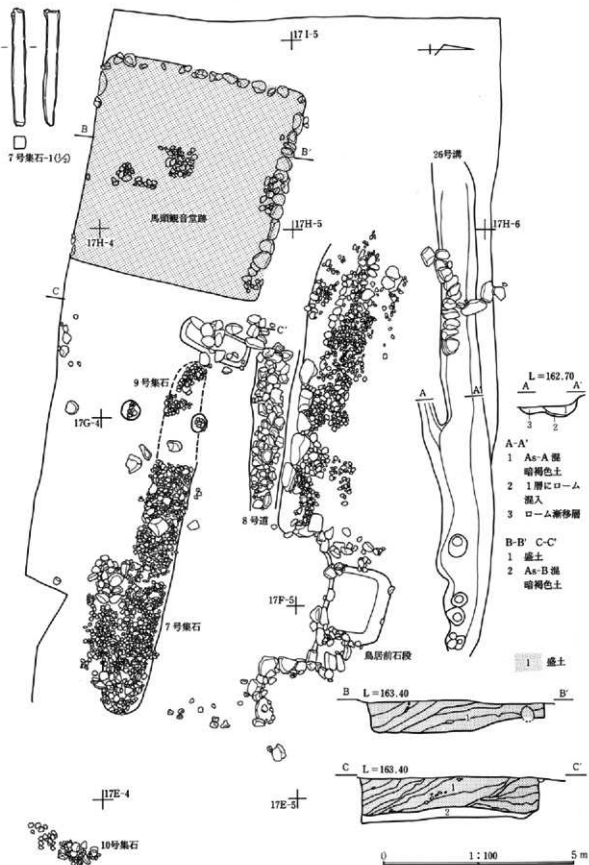 17I-5
B
B'
7号集石-1(½)
26号溝
馬頭観音堂跡
17H-4
17H-5
17H-6
C
C'
9号集石
17G-4
A
A'
L=162.70
A
A'
3
2
A-A'
1 As-A混
暗褐色土
2 1層にローム
混入
3 ローム漸移層
B-B' C-C'
1 盛土
2 As-B混
暗褐色土
8号道
7号集石
17F-5
鳥居前石段
1 盛土
B L=163.40 B'
1
C L=163.40 C'
1
2
17E-4
17E-5
10号集石
0 1:100 5m